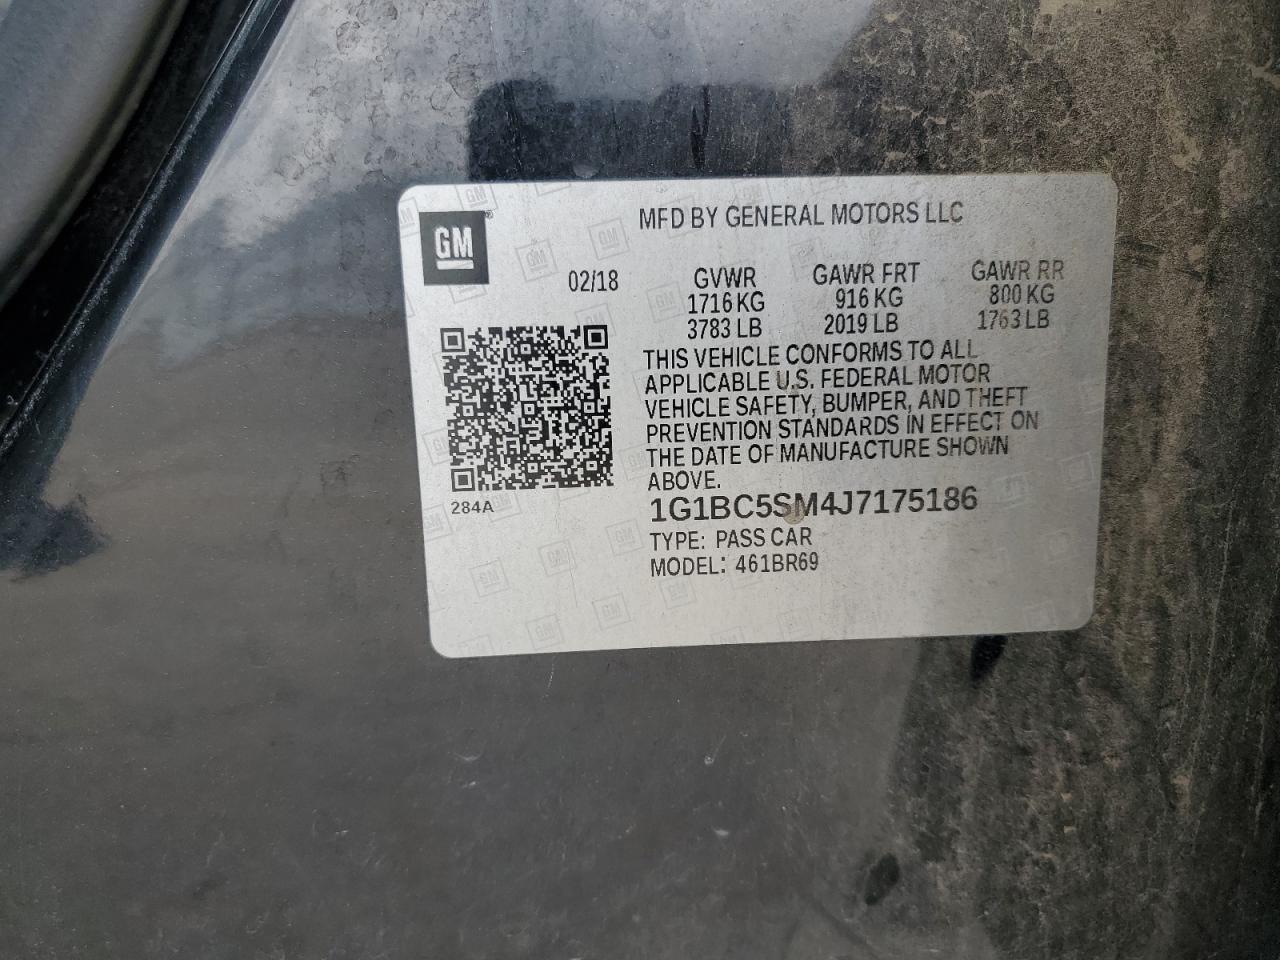 GM
MFD BY GENERAL MOTORS LLC
02/18 GVWR GAWR FRT GAWR RR
1716 KG 916 KG 800 KG
3783 LB 2019 LB 1763 LB
THIS VEHICLE CONFORMS TO ALL
APPLICABLE U.S. FEDERAL MOTOR
VEHICLE SAFETY, BUMPER, AND THEFT
PREVENTION STANDARDS IN EFFECT ON
THE DATE OF MANUFACTURE SHOWN
ABOVE.
284A
1G1BC5SM4J7175186
TYPE: PASS CAR
MODEL: 461BR69